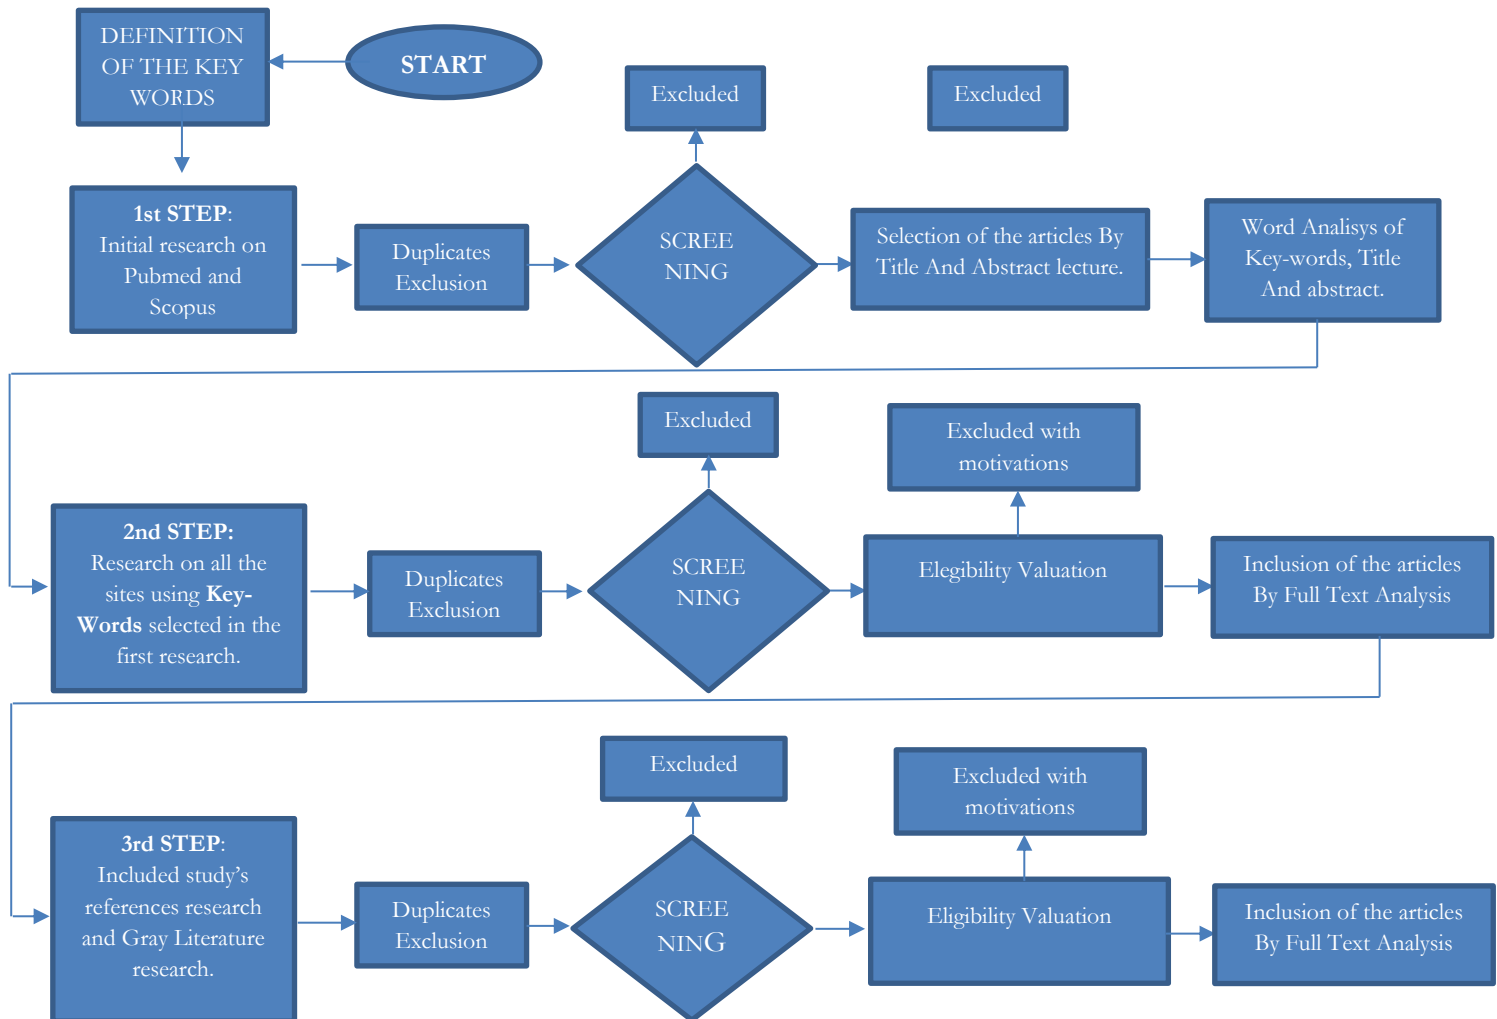 DEFINITION
OF THE KEY
WORDS
START
Excluded
Excluded
1st STEP:
Initial research on
Pubmed and
Scopus
Duplicates
Exclusion
SCREE
NING
Selection of the articles By
Title And Abstract lecture.
Word Analisys of
Key-words, Title
And abstract.
Excluded
Excluded with
motivations
2nd STEP:
Research on all the
sites using Key-
Words selected in the
first research.
Duplicates
Exclusion
SCREE
NING
Elegibility Valuation
Inclusion of the articles
By Full Text Analysis
Excluded
Excluded with
motivations
3rd STEP:
Included study’s
references research
and Gray Literature
research.
Duplicates
Exclusion
SCREE
NING
Eligibility Valuation
Inclusion of the articles
By Full Text Analysis